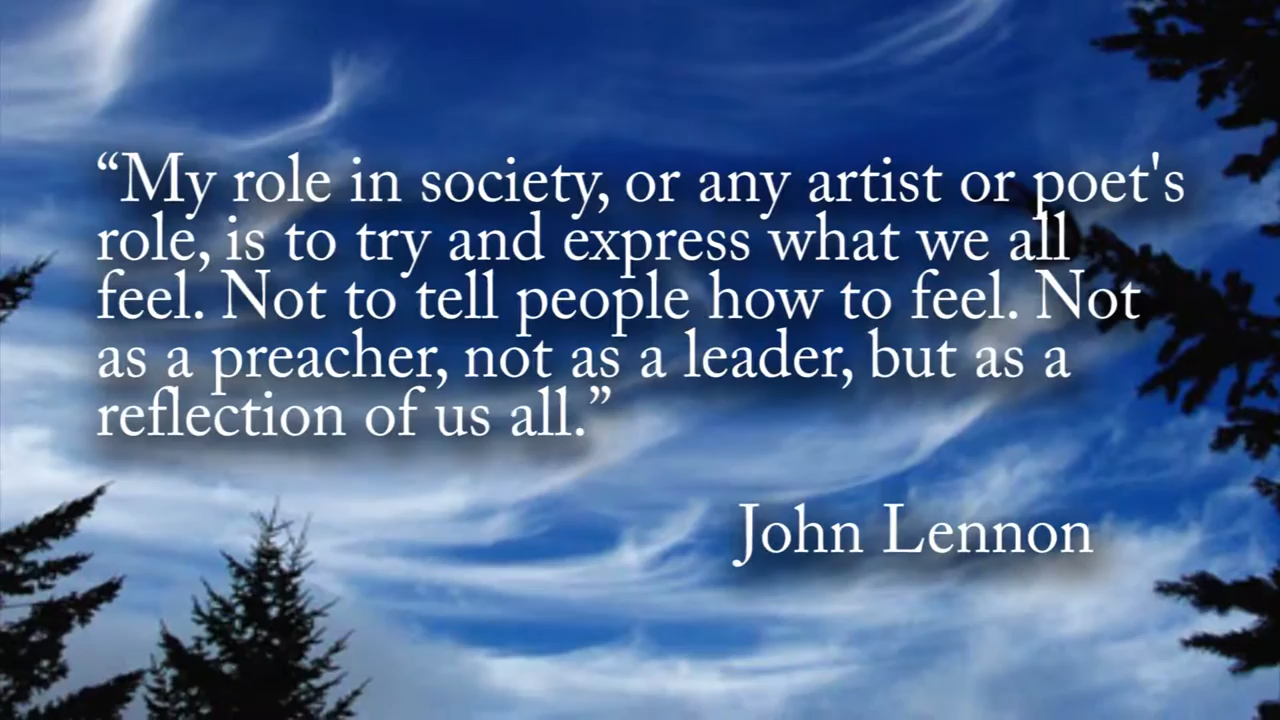 “My role in society, or any artist or poet's
role, is to try and express what we all
feel. Not to tell people how to feel. Not
as a preacher, not as a leader, but as a
reflection of us all.”
John Lennon